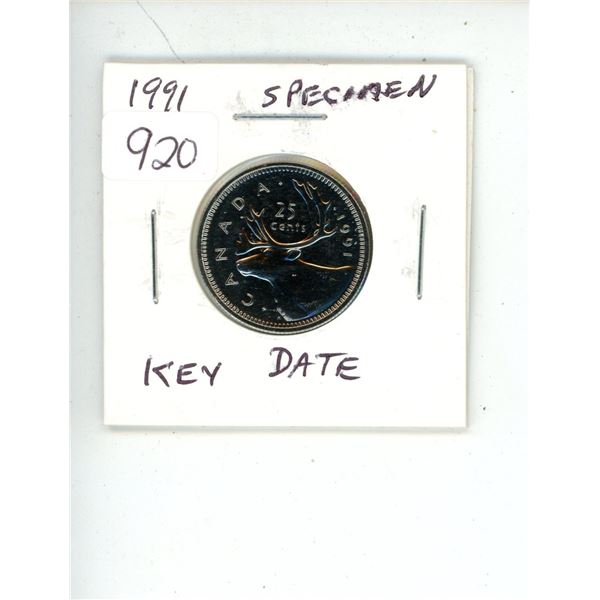 1991 SPECIMEN
920
CANADA • 1991
25
cents
KEY DATE